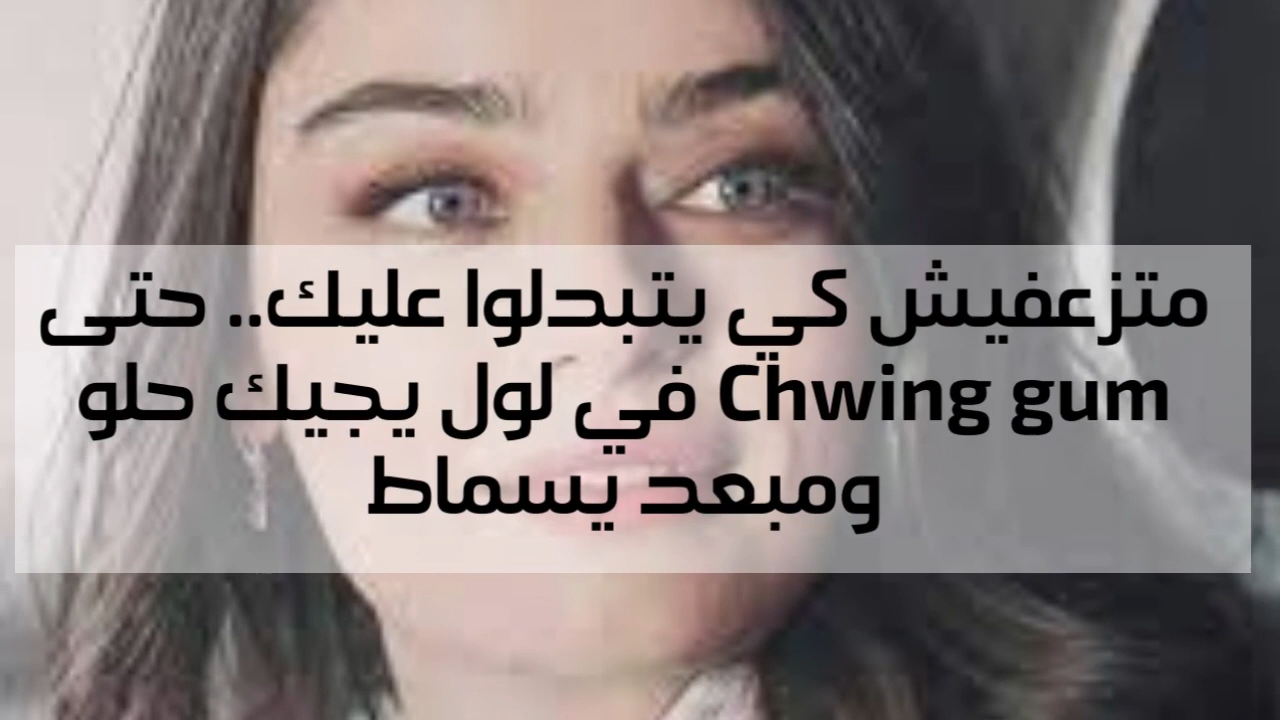 متزعفيش كي يتبدلوا عليك.. حتى
Chwing gum في لول يجيك حلو
ومبعد يسماط